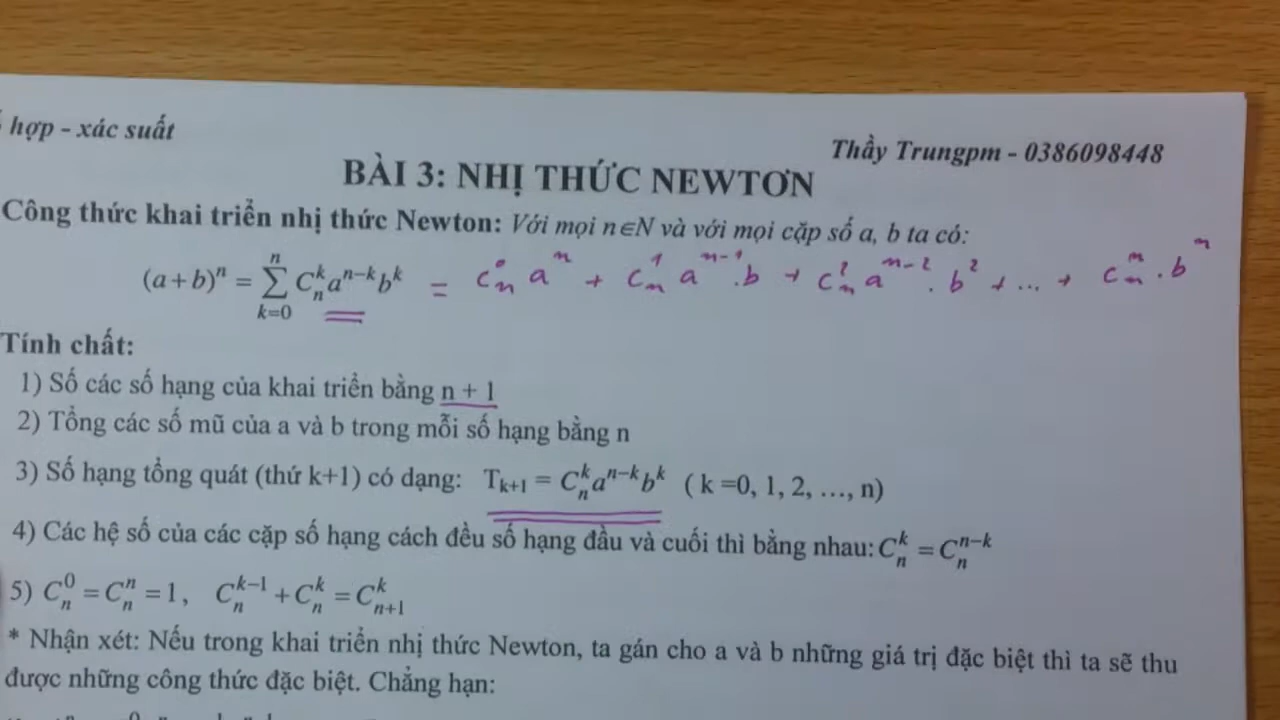 hợp - xác suất
Thầy Trungpm - 0386098448
BÀI 3: NHỊ THỨC NEWTƠN
Công thức khai triển nhị thức Newton: Với mọi n∈N và với mọi cặp số a, b ta có:
(a+b)ⁿ = ∑_{k=0}^{n} C_n^k a^{n-k} b^k = C_n^0 a^n + C_n^1 a^{n-1}.b + C_n^2 a^{n-2}.b^2 + ... + C_n^n.b^n
Tính chất:
1) Số các số hạng của khai triển bằng n + 1
2) Tổng các số mũ của a và b trong mỗi số hạng bằng n
3) Số hạng tổng quát (thứ k+1) có dạng: T_{k+1} = C_n^k a^{n-k} b^k ( k =0, 1, 2, …, n)
4) Các hệ số của các cặp số hạng cách đều số hạng đầu và cuối thì bằng nhau: C_n^k = C_n^{n-k}
5) C_n^0 = C_n^n = 1, C_n^{k-1} + C_n^k = C_{n+1}^k
* Nhận xét: Nếu trong khai triển nhị thức Newton, ta gán cho a và b những giá trị đặc biệt thì ta sẽ thu
được những công thức đặc biệt. Chẳng hạn: